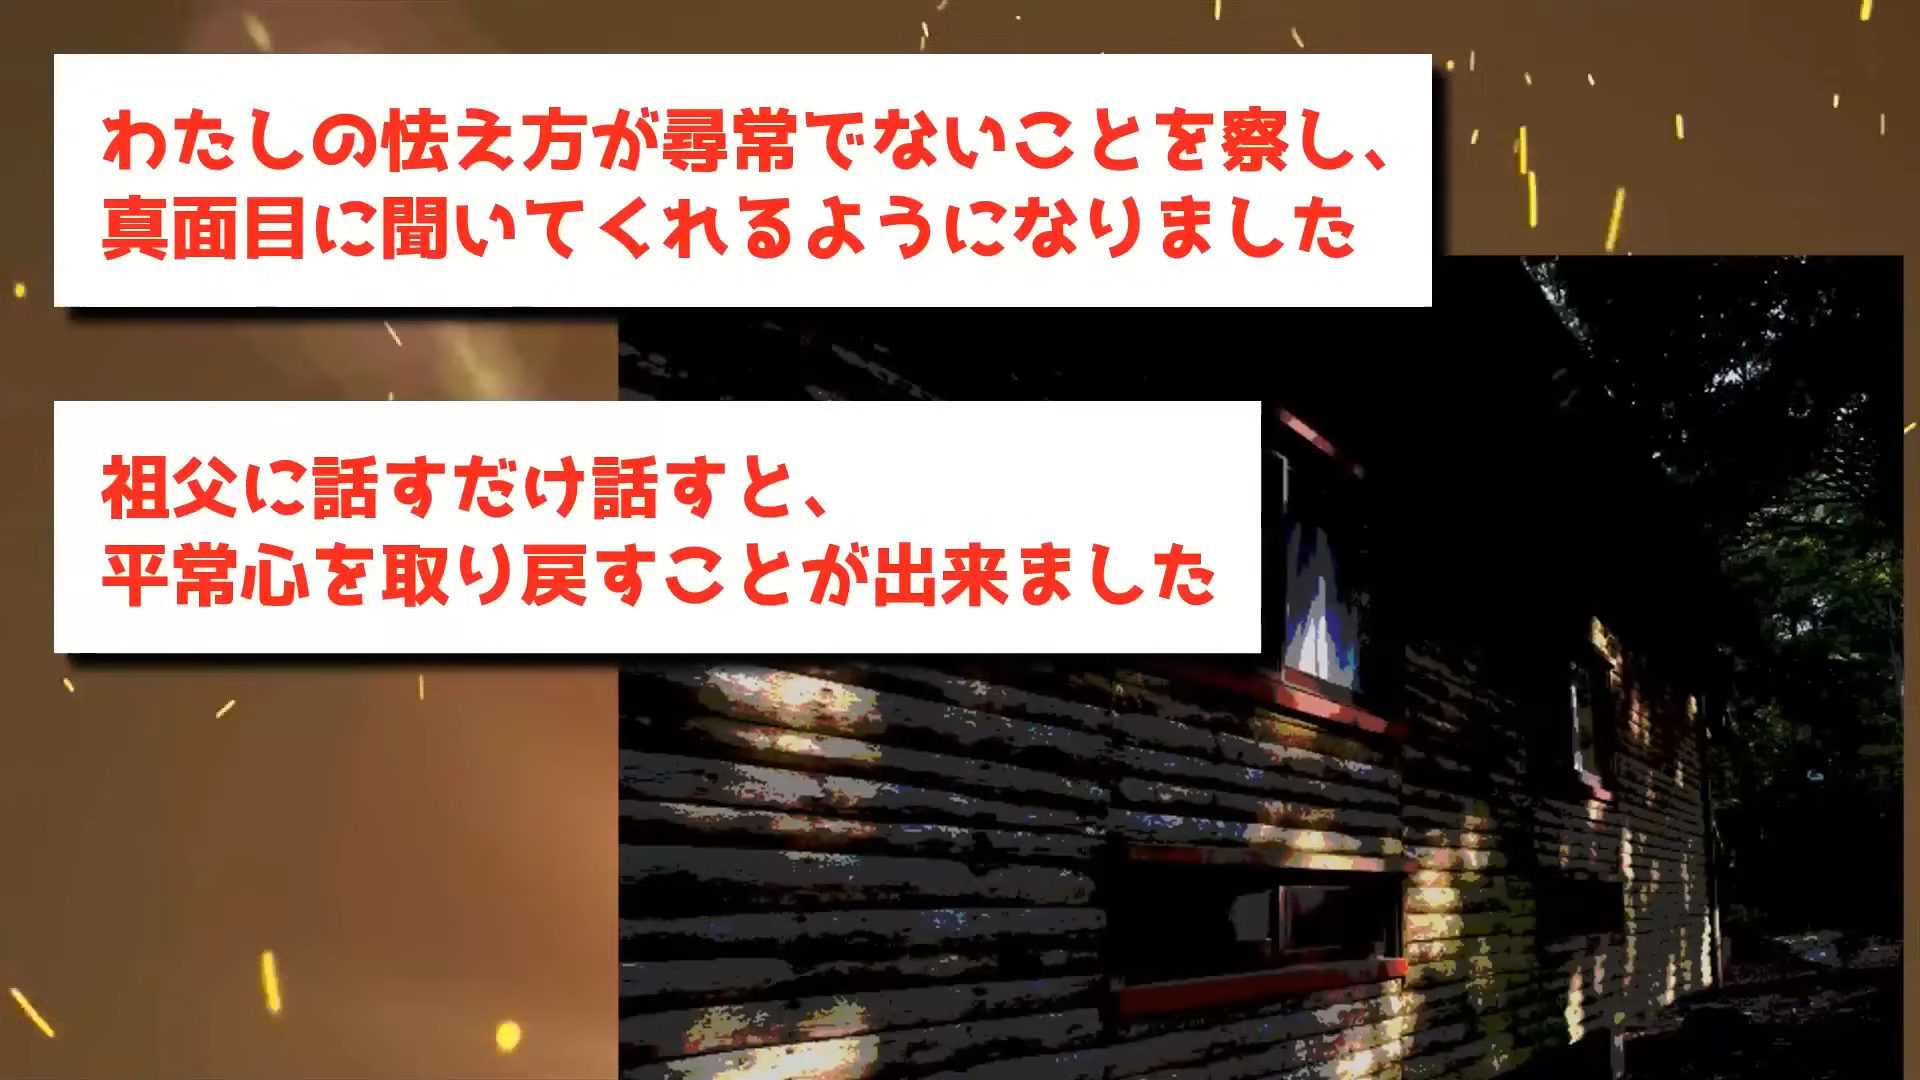 わたしの怯え方が尋常でないことを察し、
真面目に聞いてくれるようになりました
祖父に話すだけ話すと、
平常心を取り戻すことが出来ました